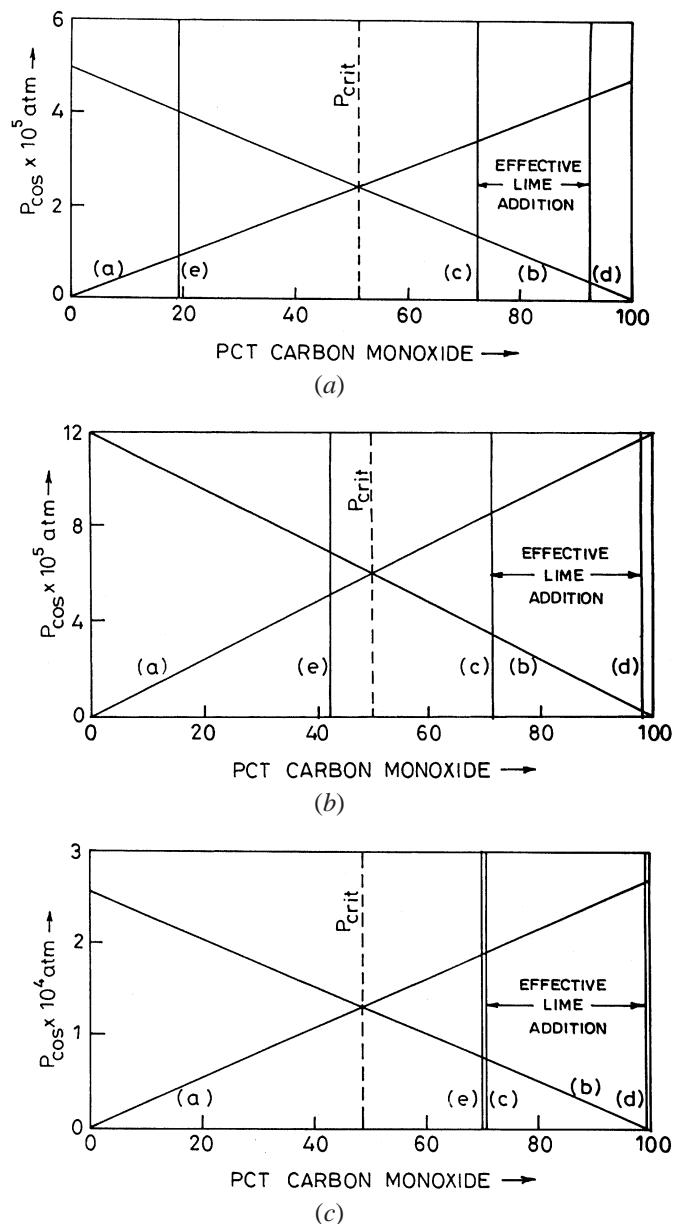 6
4
2
0
P_cos x 10^5 atm →
P_crit
EFFECTIVE
LIME
ADDITION
(a) (e) (c) (b) (d)
0 20 40 60 80 100
PCT CARBON MONOXIDE →
(a)
12
8
4
0
P_cos x 10^5 atm →
P_crit
EFFECTIVE
LIME
ADDITION
(a) (e) (c) (b) (d)
0 20 40 60 80 100
PCT CARBON MONOXIDE →
(b)
3
2
1
0
P_cos x 10^4 atm →
P_crit
EFFECTIVE
LIME
ADDITION
(a) (e) (c) (b) (d)
0 20 40 60 80 100
PCT CARBON MONOXIDE →
(c)